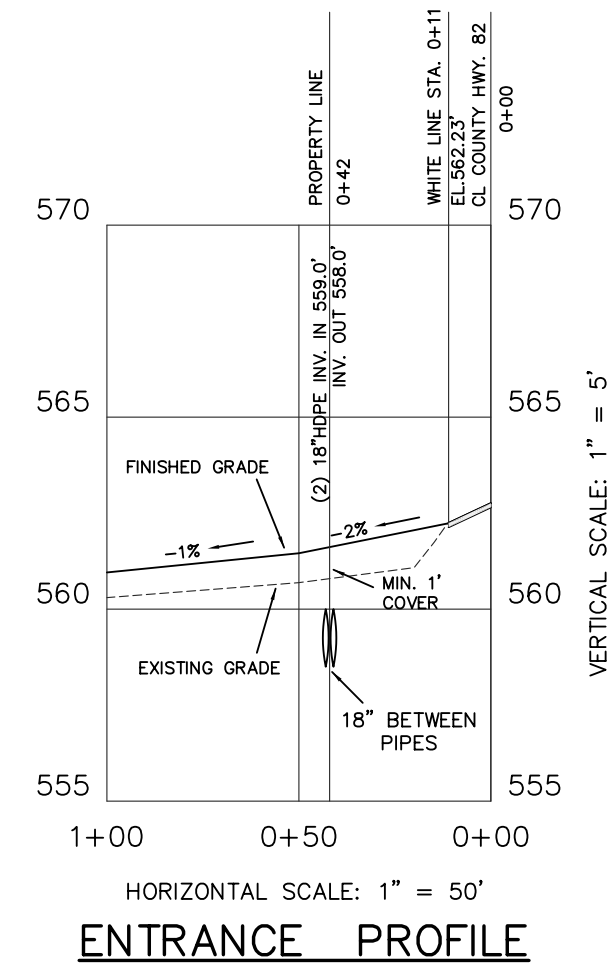 PROPERTY LINE
0+42
WHITE LINE STA. 0+11
EL.562.23'
CL COUNTY HWY. 82
0+00
570
570
(2) 18"HDPE INV. IN 559.0'
INV. OUT 558.0'
565
565
FINISHED GRADE
-1%
-2%
MIN. 1'
COVER
560
560
EXISTING GRADE
18" BETWEEN
PIPES
555
555
1+00
0+50
0+00
VERTICAL SCALE: 1" = 5'
HORIZONTAL SCALE: 1" = 50'
ENTRANCE PROFILE